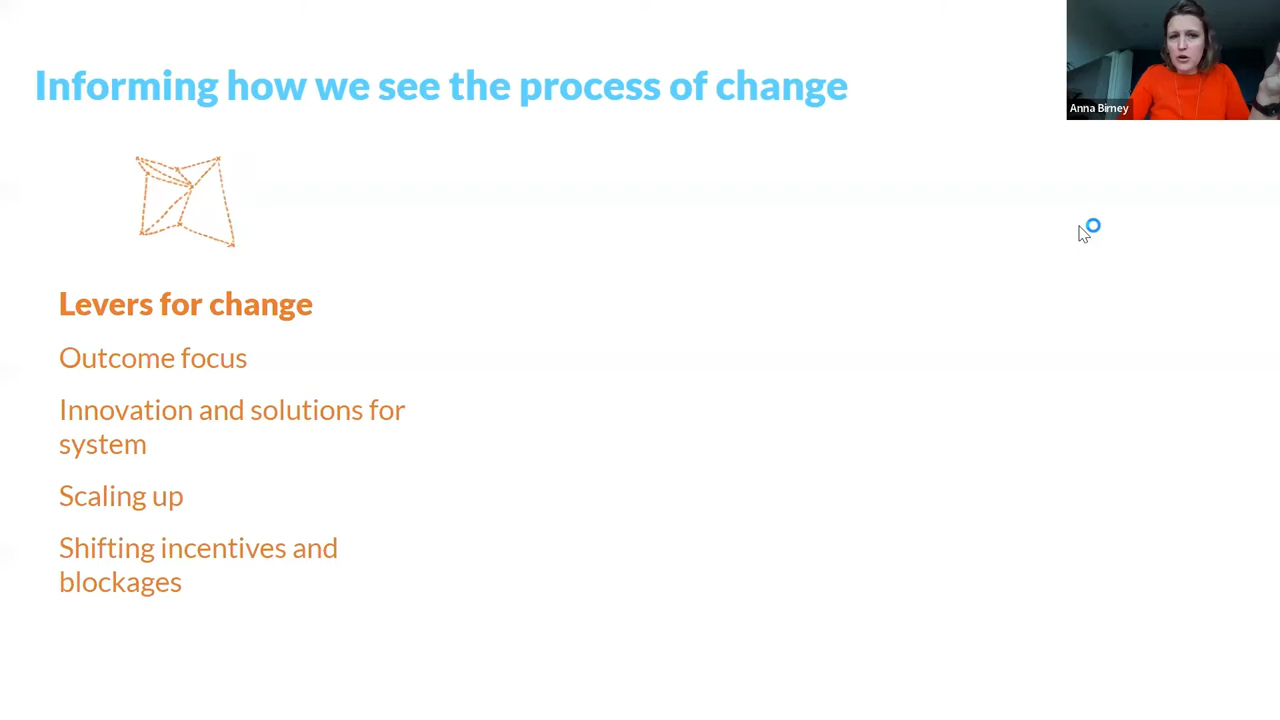 Informing how we see the process of change
Anna Birney
Levers for change
Outcome focus
Innovation and solutions for
system
Scaling up
Shifting incentives and
blockages